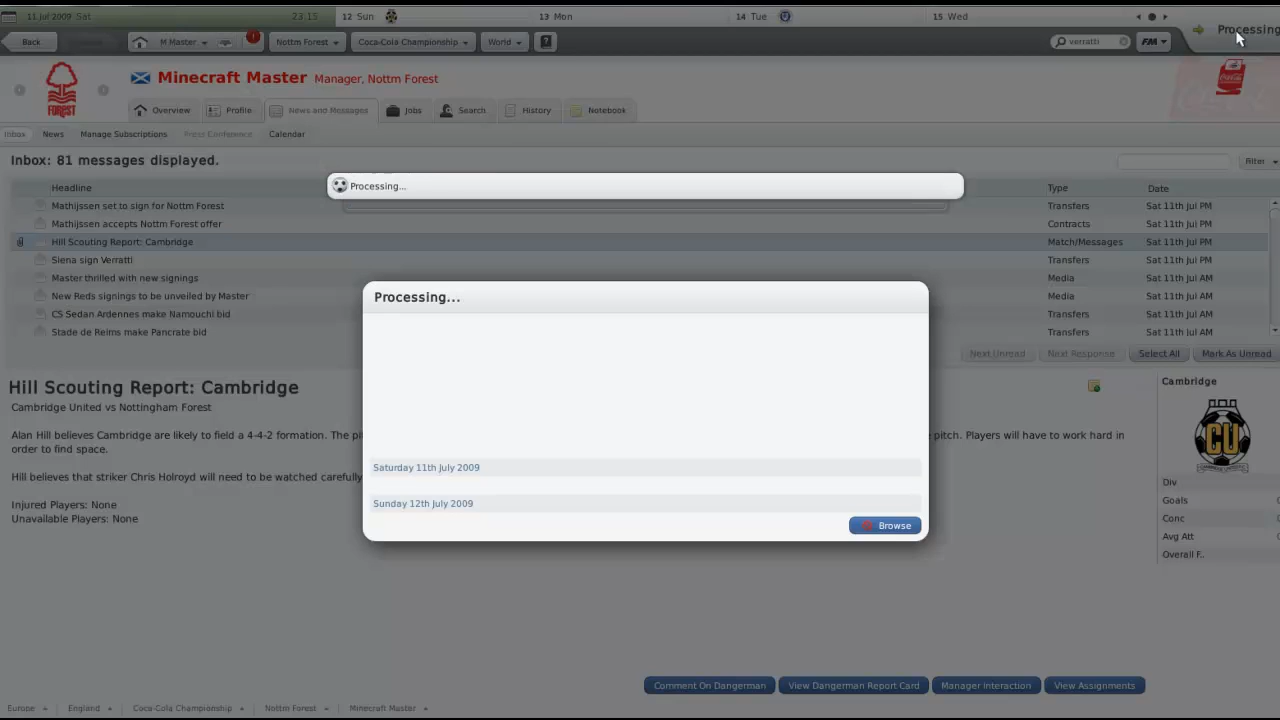 11 Jul 2009 Sat 23:15 12 Sun 13 Mon 14 Tue 15 Wed
Processing
Back M Master Nottm Forest Coca-Cola Championship World ? verratti FM
FOREST Minecraft Master Manager, Nottm Forest
Overview Profile News and Messages Jobs Search History Notebook
Inbox News Manage Subscriptions Press Conference Calendar
Inbox: 81 messages displayed. Filter
Headline Type Date
Processing...
Mathijssen set to sign for Nottm Forest Transfers Sat 11th Jul PM
Mathijssen accepts Nottm Forest offer Contracts Sat 11th Jul PM
Hill Scouting Report: Cambridge Match/Messages Sat 11th Jul PM
Siena sign Verratti Transfers Sat 11th Jul PM
Master thrilled with new signings Media Sat 11th Jul AM
New Reds signings to be unveiled by Master Media Sat 11th Jul AM
CS Sedan Ardennes make Namouchi bid Transfers Sat 11th Jul AM
Stade de Reims make Pancrate bid Transfers Sat 11th Jul AM
Next Unread Next Response Select All Mark As Unread
Processing...
Saturday 11th July 2009
Sunday 12th July 2009
Browse
Hill Scouting Report: Cambridge
Cambridge United vs Nottingham Forest
Alan Hill believes Cambridge are likely to field a 4-4-2 formation. The pi pitch. Players will have to work hard in
order to find space.
Hill believes that striker Chris Holroyd will need to be watched carefully
Injured Players: None
Unavailable Players: None
Cambridge
CU
Div
Goals
Conc
Avg Att
Overall F..
Comment On Dangerman View Dangerman Report Card Manager Interaction View Assignments
Europe England Coca-Cola Championship Nottm Forest Minecraft Master